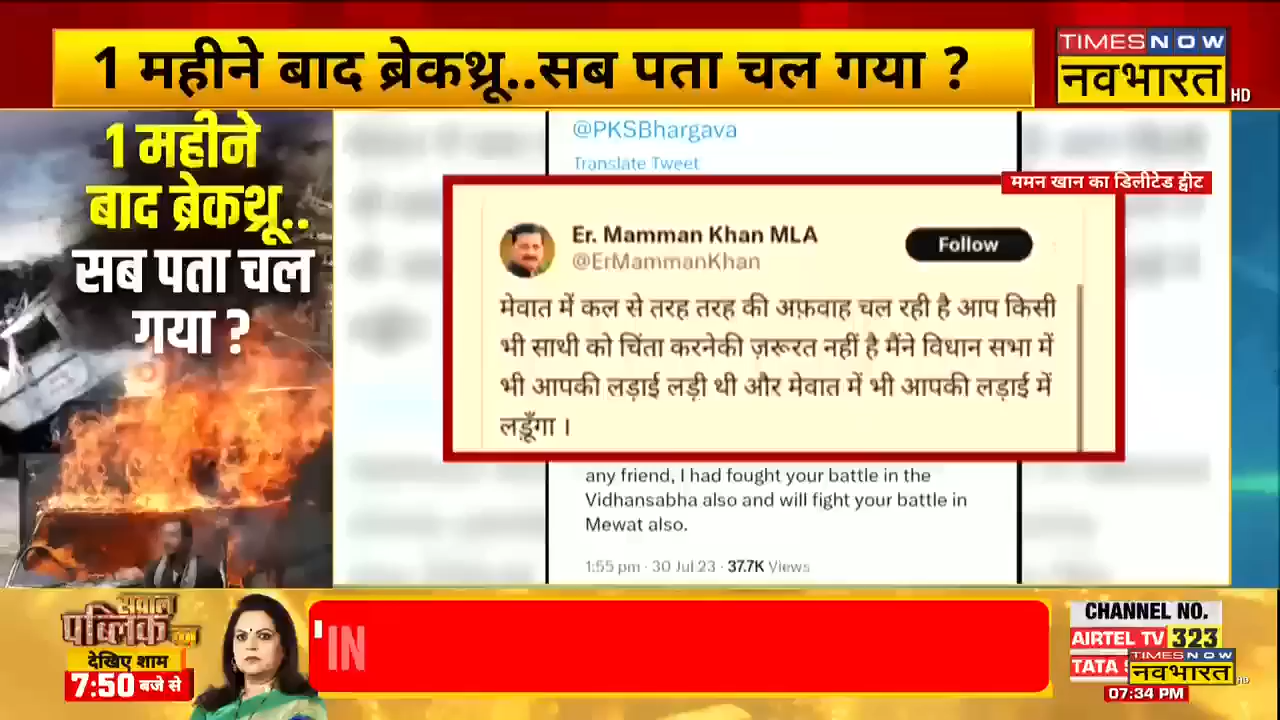 1 महीने बाद ब्रेकथ्रू..सब पता चल गया ?
TIMES NOW
नवभारत
HD
1 महीने
बाद ब्रेकथ्रू..
सब पता चल
गया ?
@PKSBhargava
Translate Tweet
ममन खान का डिलीटेड ट्वीट
Er. Mamman Khan MLA
@ErMammanKhan
Follow
मेवात में कल से तरह तरह की अफ़वाह चल रही है आप किसी
भी साथी को चिंता करनेकी ज़रूरत नहीं है मैंने विधान सभा में
भी आपकी लड़ाई लड़ी थी और मेवात में भी आपकी लड़ाई में
लड़ूँगा ।
any friend, I had fought your battle in the
Vidhansabha also and will fight your battle in
Mewat also.
1:55 pm · 30 Jul 23 · 37.7K Views
सवाल
पब्लिक का
देखिए शाम
7:50 बजे से
'IN
CHANNEL NO.
AIRTEL TV 323
TATA S
TIMES NOW
नवभारत
HD
07:34 PM